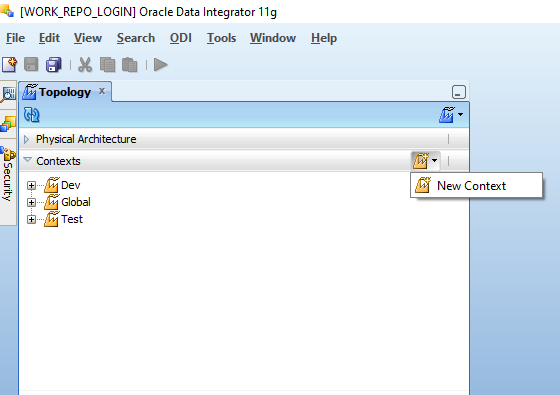 [WORK_REPO_LOGIN] Oracle Data Integrator 11g
File Edit View Search ODI Tools Window Help
Topology
Physical Architecture
Contexts
New Context
Dev
Global
Test
Security